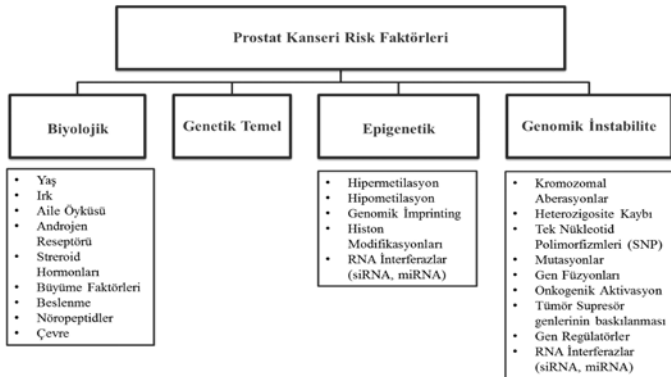 Prostat Kanseri Risk Faktörleri
Biyolojik
Genetik Temel
Epigenetik
Genomik İnstabilite
• Yaş
• Irk
• Aile Öyküsü
• Androjen
Reseptörü
• Streroid
Hormonları
• Büyüme Faktörleri
• Beslenme
• Nöropeptidler
• Çevre
• Hipermetilasyon
• Hipometilasyon
• Genomik İmprinting
• Histon
Modifikasyonları
• RNA İnterferazlar
(siRNA, miRNA)
• Kromozomal
Aberasyonlar
• Heterozigosite Kaybı
• Tek Nükleotid
Polimorfizmleri (SNP)
• Mutasyonlar
• Gen Füzyonları
• Onkogenik Aktivasyon
• Tümör Supresör
genlerinin baskılanması
• Gen Regülatörler
• RNA İnterferazlar
(siRNA, miRNA)